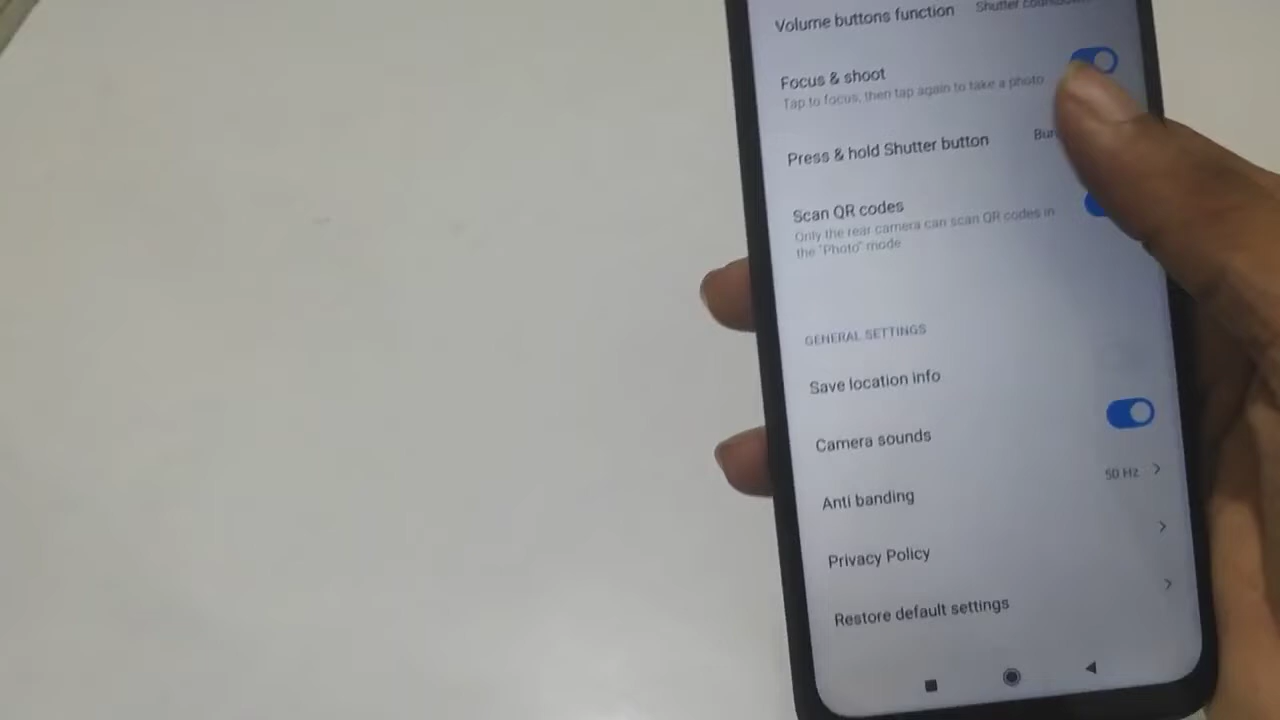 Volume buttons function Shutter
Focus & shoot
Tap to focus, then tap again to take a photo
Press & hold Shutter button
Scan QR codes
Only the rear camera can scan QR codes in
the "Photo" mode
GENERAL SETTINGS
Save location info
Camera sounds
Anti banding 50 Hz
Privacy Policy
Restore default settings